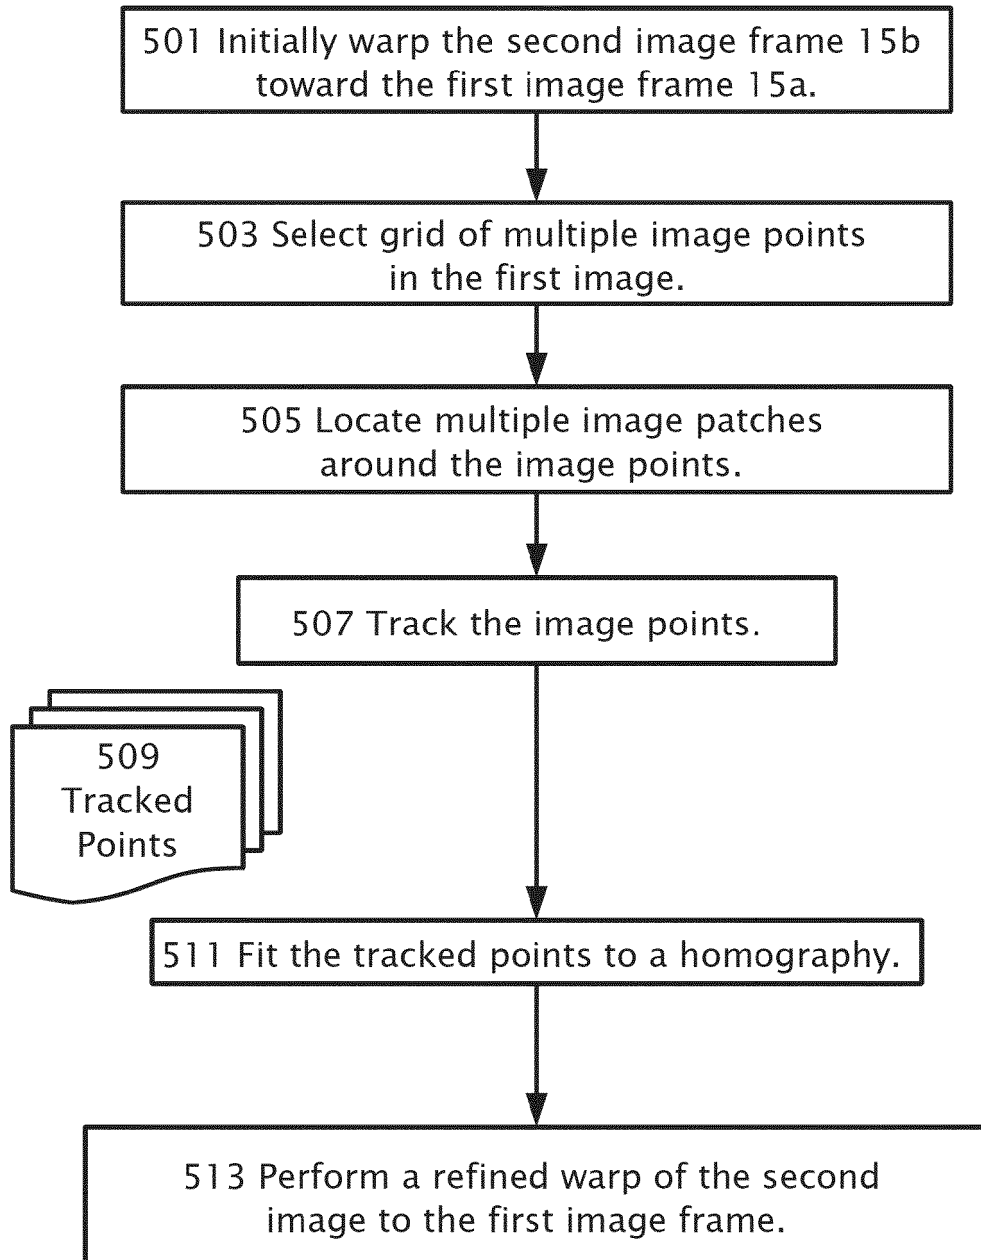 501 Initially warp the second image frame 15b
toward the first image frame 15a.
503 Select grid of multiple image points
in the first image.
505 Locate multiple image patches
around the image points.
507 Track the image points.
509
Tracked
Points
511 Fit the tracked points to a homography.
513 Perform a refined warp of the second
image to the first image frame.